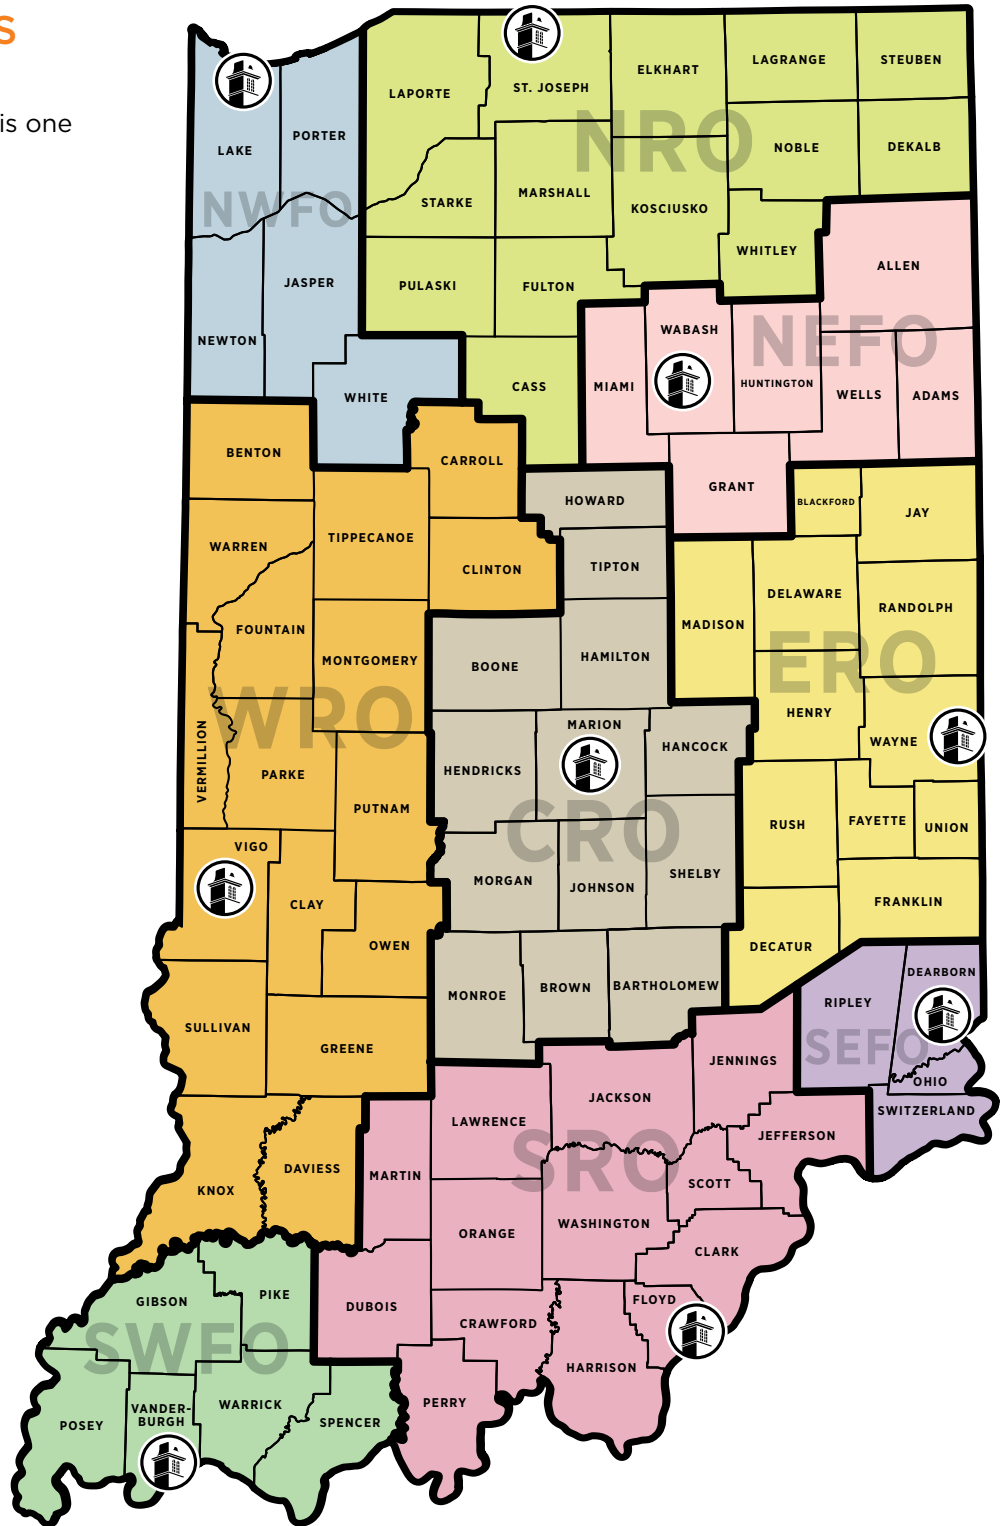 S
is one
LAPORTE
ST. JOSEPH
ELKHART
LAGRANGE
STEUBEN
LAKE
PORTER
NRO
NOBLE
DEKALB
NWFO
STARKE
MARSHALL
KOSCIUSKO
WHITLEY
ALLEN
JASPER
PULASKI
FULTON
NEWTON
WABASH
NEFO
WHITE
CASS
MIAMI
HUNTINGTON
WELLS
ADAMS
BENTON
CARROLL
GRANT
HOWARD
BLACKFORD
JAY
WARREN
TIPPECANOE
CLINTON
TIPTON
DELAWARE
RANDOLPH
FOUNTAIN
MADISON
MONTGOMERY
BOONE
HAMILTON
ERO
WRO
HENRY
VERMILLION
MARION
HANCOCK
WAYNE
PARKE
HENDRICKS
PUTNAM
CRO
RUSH
FAYETTE
UNION
VIGO
MORGAN
JOHNSON
SHELBY
CLAY
FRANKLIN
OWEN
DECATUR
MONROE
BROWN
BARTHOLOMEW
DEARBORN
RIPLEY
SULLIVAN
GREENE
JENNINGS
SEFO
OHIO
LAWRENCE
JACKSON
SWITZERLAND
JEFFERSON
DAVIESS
MARTIN
SRO
SCOTT
KNOX
ORANGE
WASHINGTON
CLARK
GIBSON
PIKE
DUBOIS
CRAWFORD
FLOYD
SWFO
HARRISON
POSEY
VANDER-
BURGH
WARRICK
SPENCER
PERRY